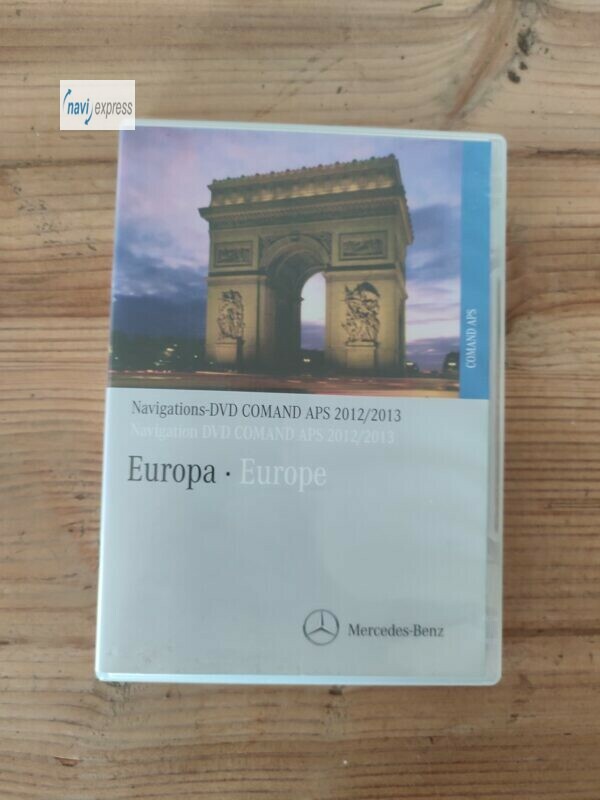 navi express
COMAND APS
Navigations-DVD COMAND APS 2012/2013
Navigation DVD COMAND APS 2012/2013
Europa · Europe
Mercedes-Benz